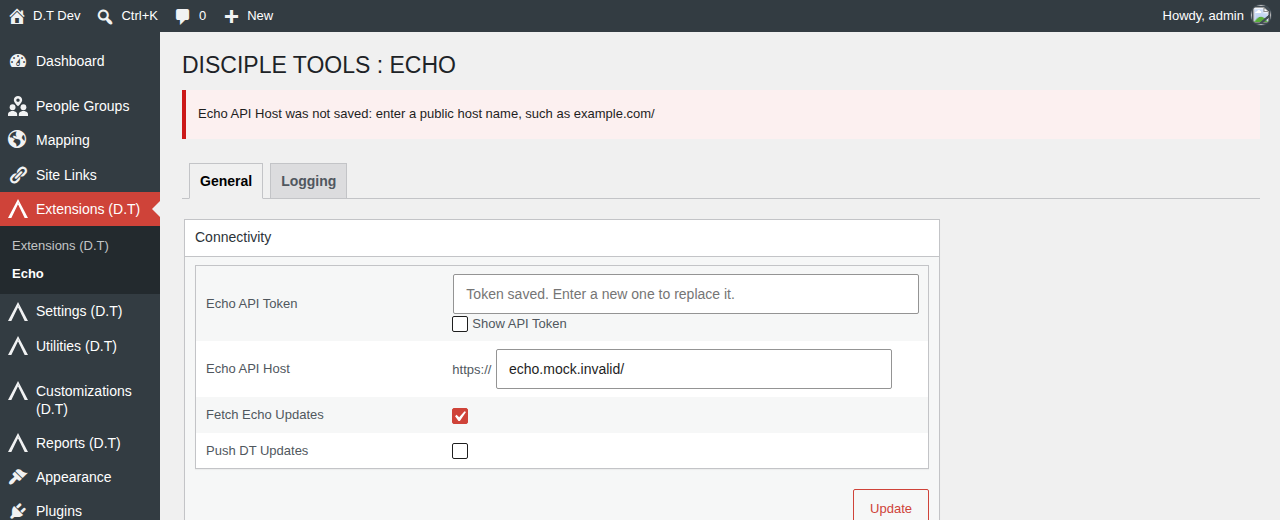 D.T Dev
Ctrl+K
0
New
Howdy, admin
Dashboard
People Groups
Mapping
Site Links
Extensions (D.T)
Extensions (D.T)
Echo
Settings (D.T)
Utilities (D.T)
Customizations
(D.T)
Reports (D.T)
Appearance
Plugins
DISCIPLE TOOLS : ECHO
Echo API Host was not saved: enter a public host name, such as example.com/
General
Logging
Connectivity
Echo API Token
Token saved. Enter a new one to replace it.
Show API Token
Echo API Host
https://
echo.mock.invalid/
Fetch Echo Updates
Push DT Updates
Update